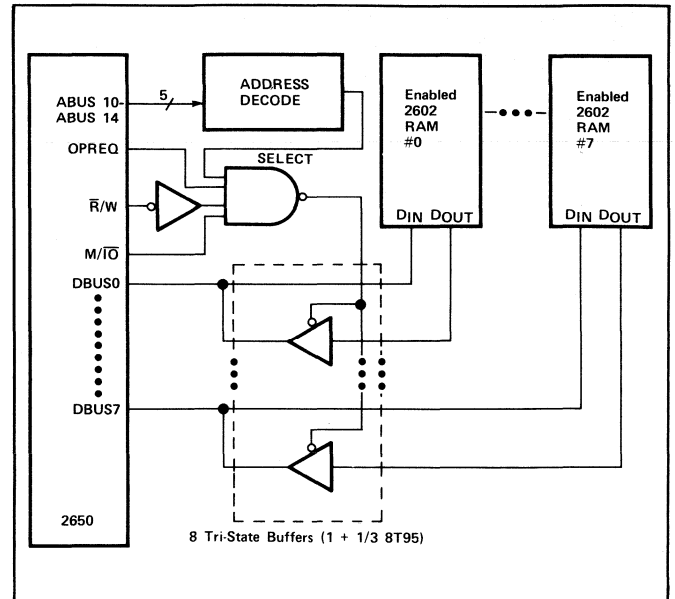 ABUS 10-
ABUS 14
5
ADDRESS
DECODE
OPREQ
SELECT
R̅/W
M/I̅O̅
DBUS0
DBUS7
2650
Enabled
2602
RAM
#0
DIN DOUT
Enabled
2602
RAM
#7
DIN DOUT
8 Tri-State Buffers (1 + 1/3 8T95)